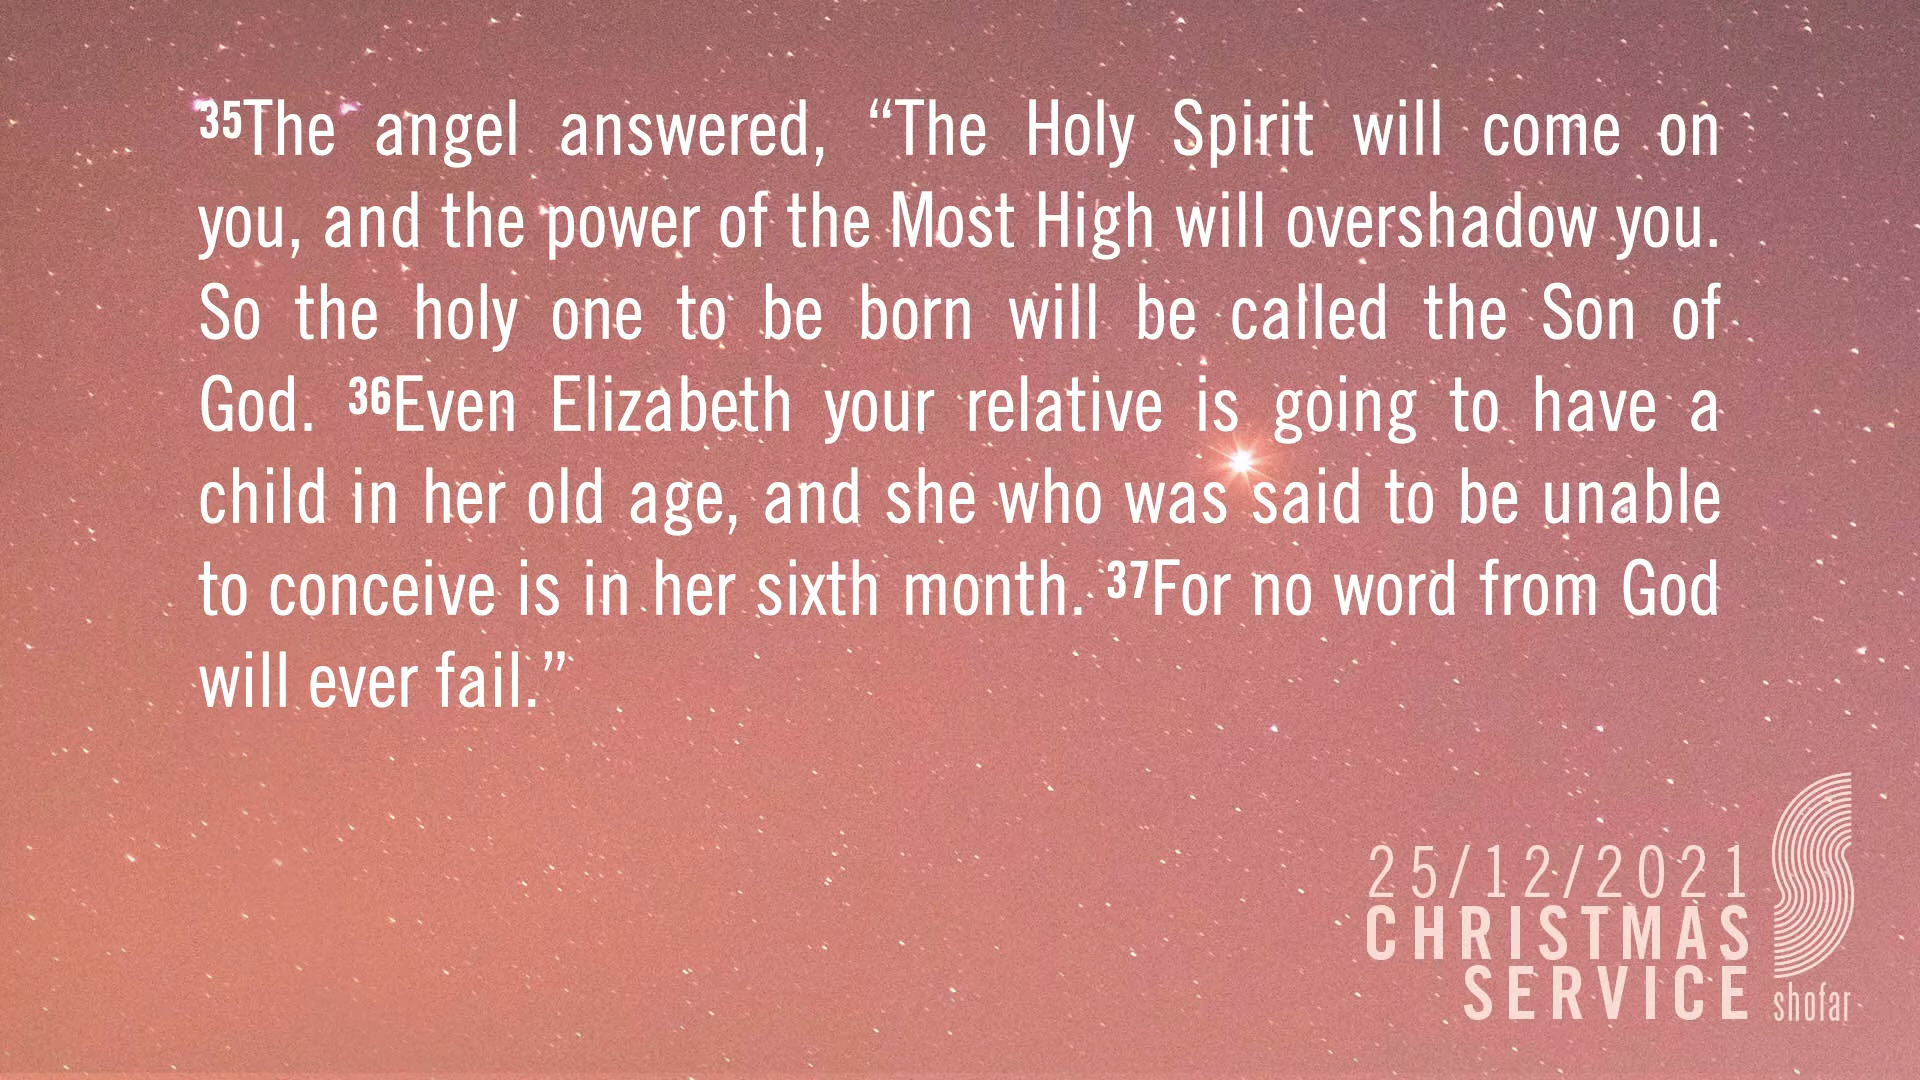 35The angel answered, “The Holy Spirit will come on
you, and the power of the Most High will overshadow you.
So the holy one to be born will be called the Son of
God. 36Even Elizabeth your relative is going to have a
child in her old age, and she who was said to be unable
to conceive is in her sixth month. 37For no word from God
will ever fail.”
25/12/2021
CHRISTMAS
SERVICE
shofar